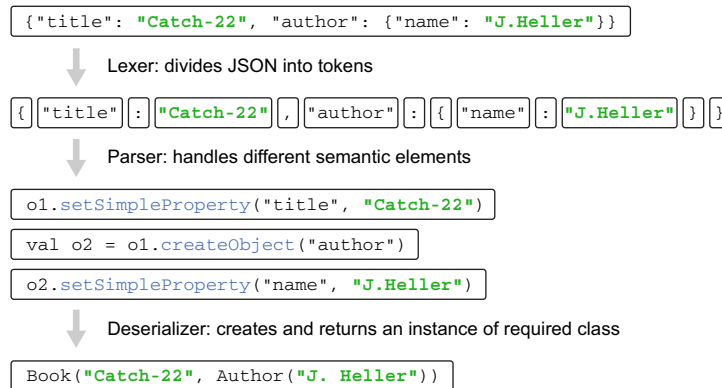 {"title": "Catch-22", "author": {"name": "J.Heller"}}
Lexer: divides JSON into tokens
{ "title" : "Catch-22" , "author" : { "name" : "J.Heller" } }
Parser: handles different semantic elements
o1.setSimpleProperty("title", "Catch-22")
val o2 = o1.createObject("author")
o2.setSimpleProperty("name", "J.Heller")
Deserializer: creates and returns an instance of required class
Book("Catch-22", Author("J. Heller"))